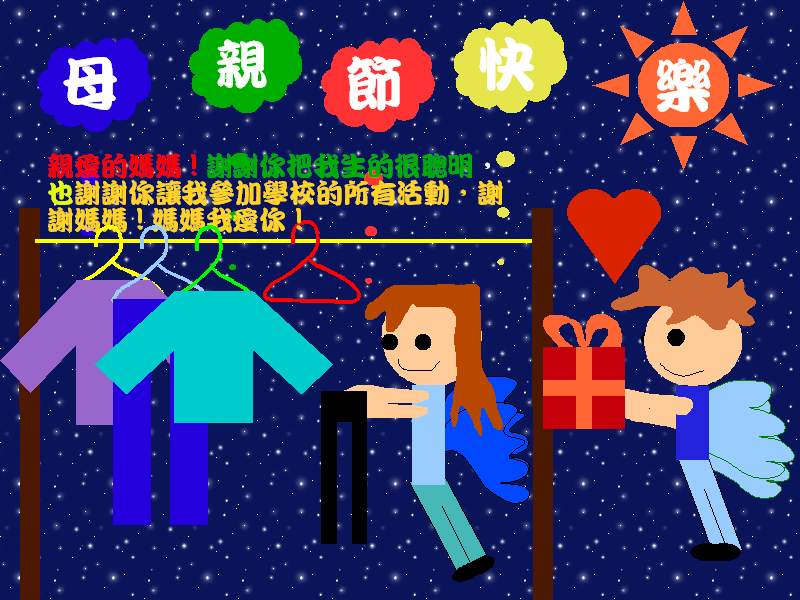 母親節快樂
親愛的媽媽！謝謝你把我生的很聰明，
也謝謝你讓我參加學校的所有活動，謝
謝媽媽！媽媽我愛你！